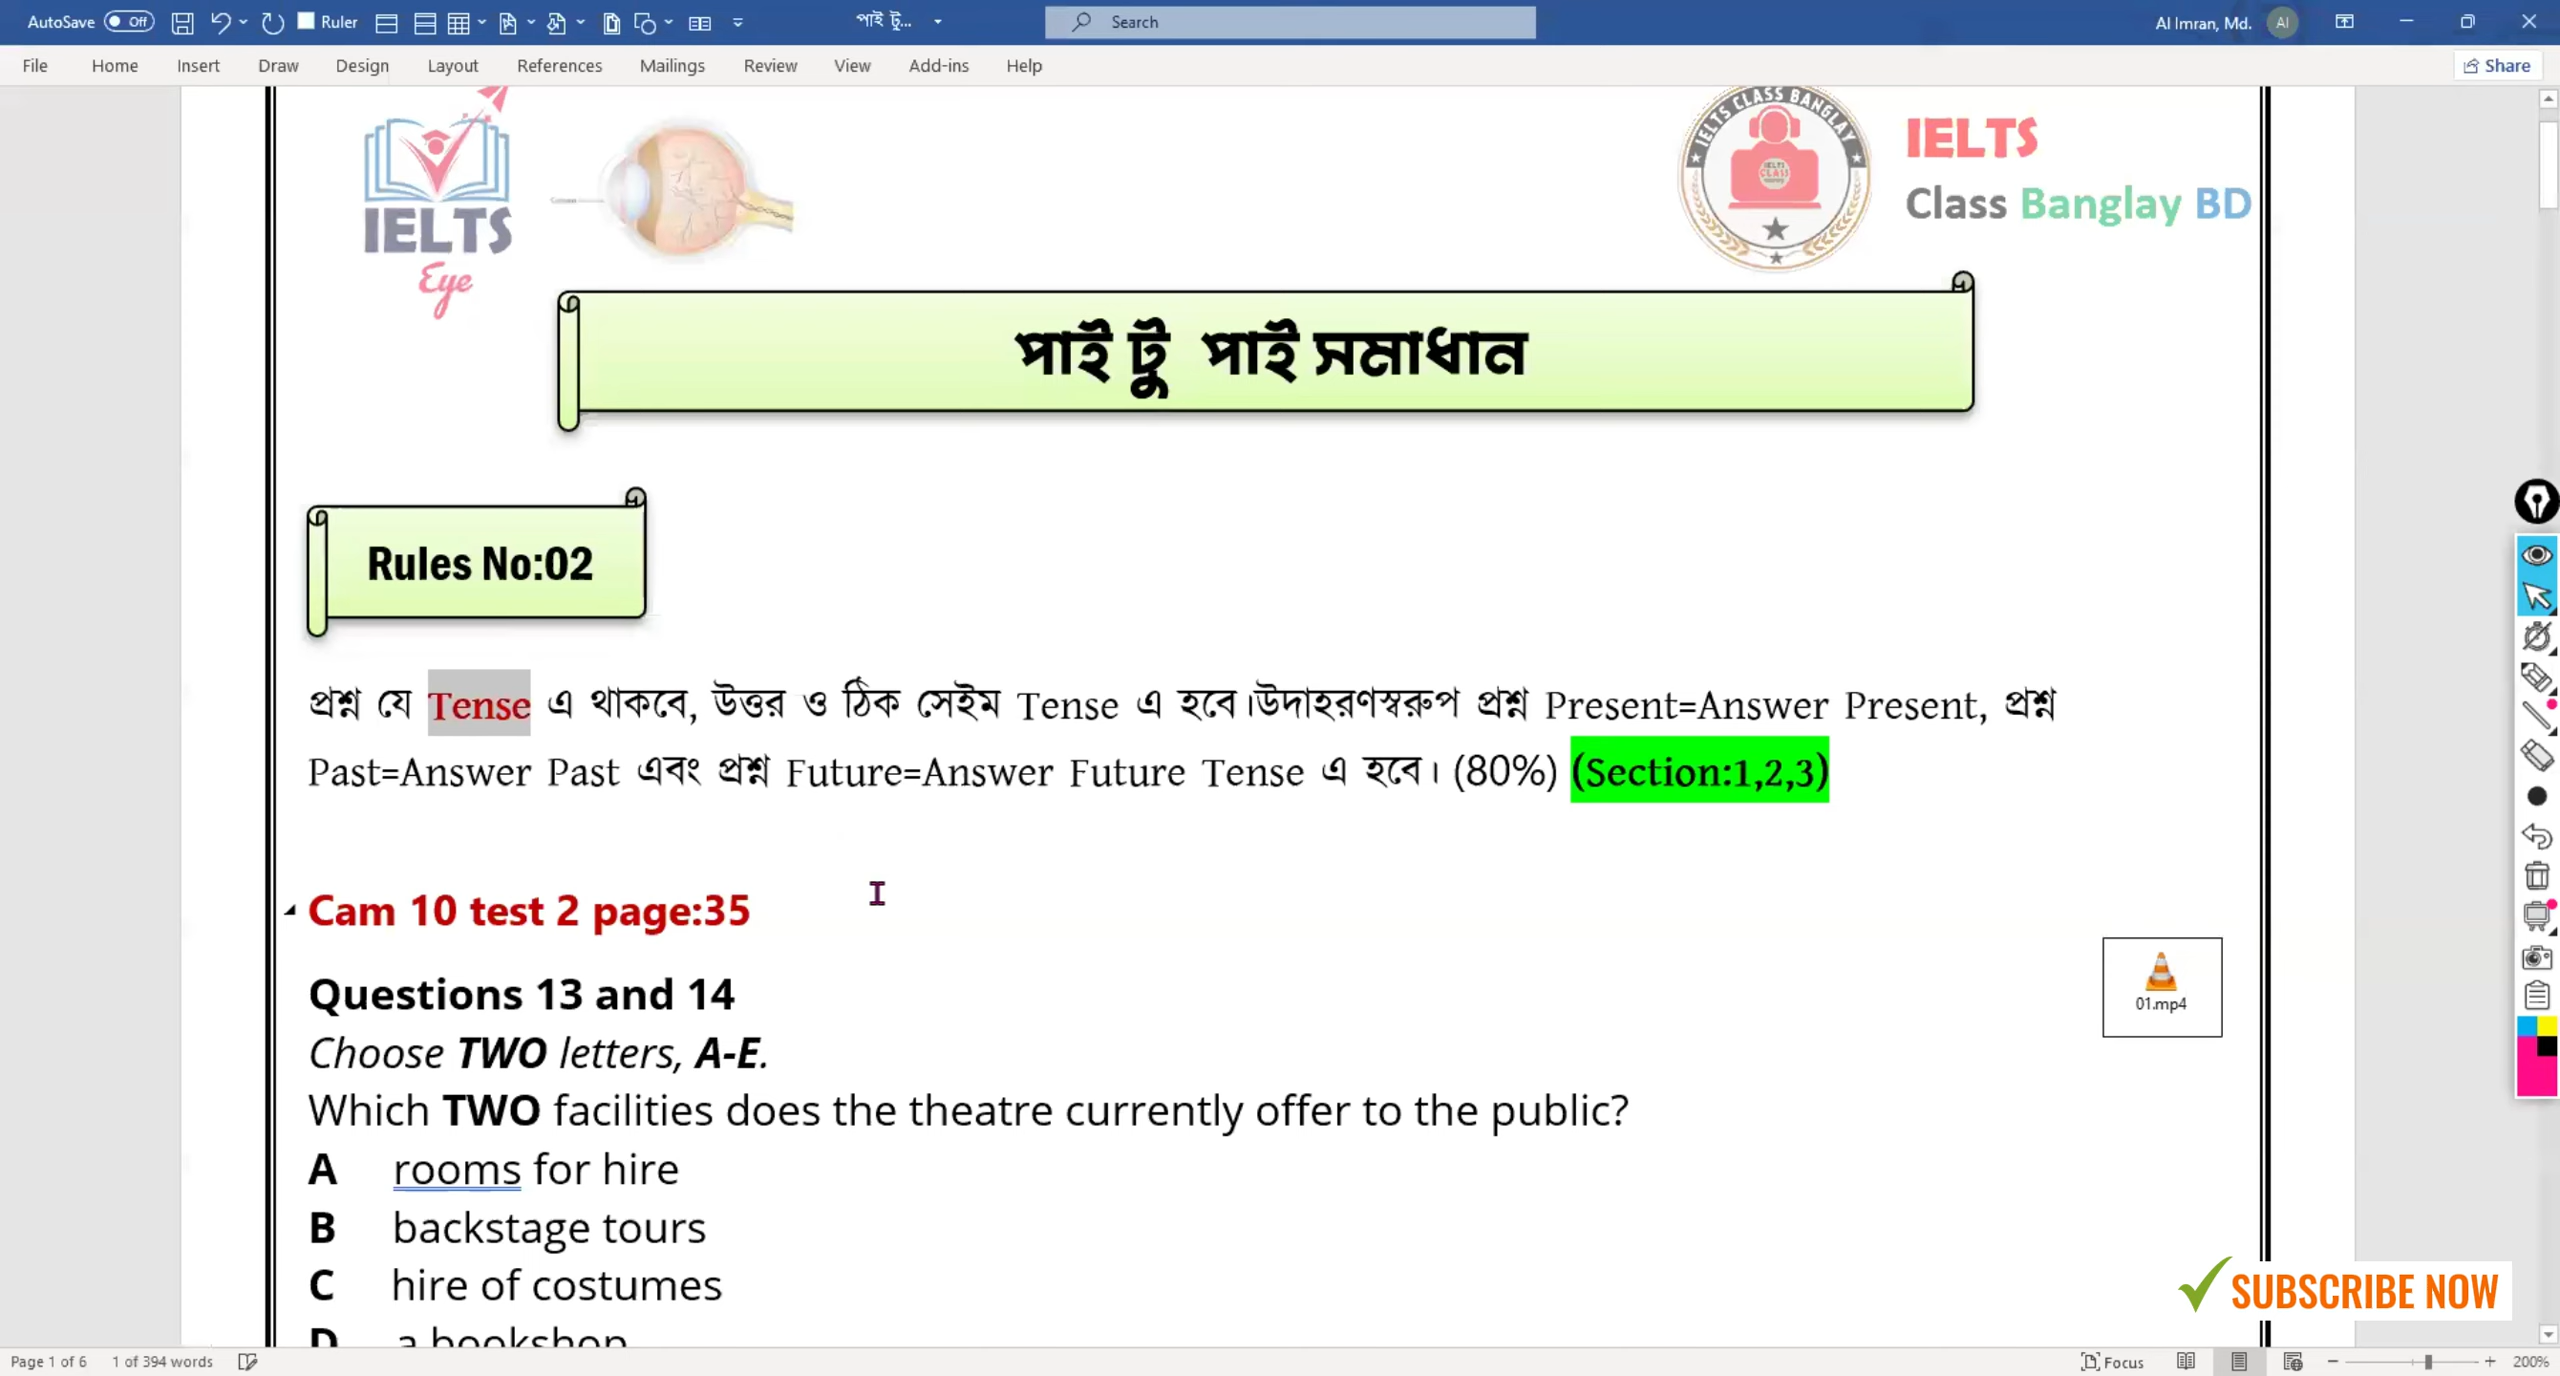 AutoSave Off Ruler পাই টু... Search Al Imran, Md. AI
File Home Insert Draw Design Layout References Mailings Review View Add-ins Help Share
IELTS CLASS BANGLAY
IELTS
Class Banglay BD
IELTS
Eye
পাই টু পাই সমাধান
Rules No:02
প্রশ্ন যে Tense এ থাকবে, উত্তর ও ঠিক সেইম Tense এ হবে।উদাহরণস্বরুপ প্রশ্ন Present=Answer Present, প্রশ্ন
Past=Answer Past এবং প্রশ্ন Future=Answer Future Tense এ হবে। (80%) (Section:1,2,3)
Cam 10 test 2 page:35
01.mp4
Questions 13 and 14
Choose TWO letters, A-E.
Which TWO facilities does the theatre currently offer to the public?
A rooms for hire
B backstage tours
C hire of costumes
D a bookshop
SUBSCRIBE NOW
Page 1 of 6 1 of 394 words Focus 200%